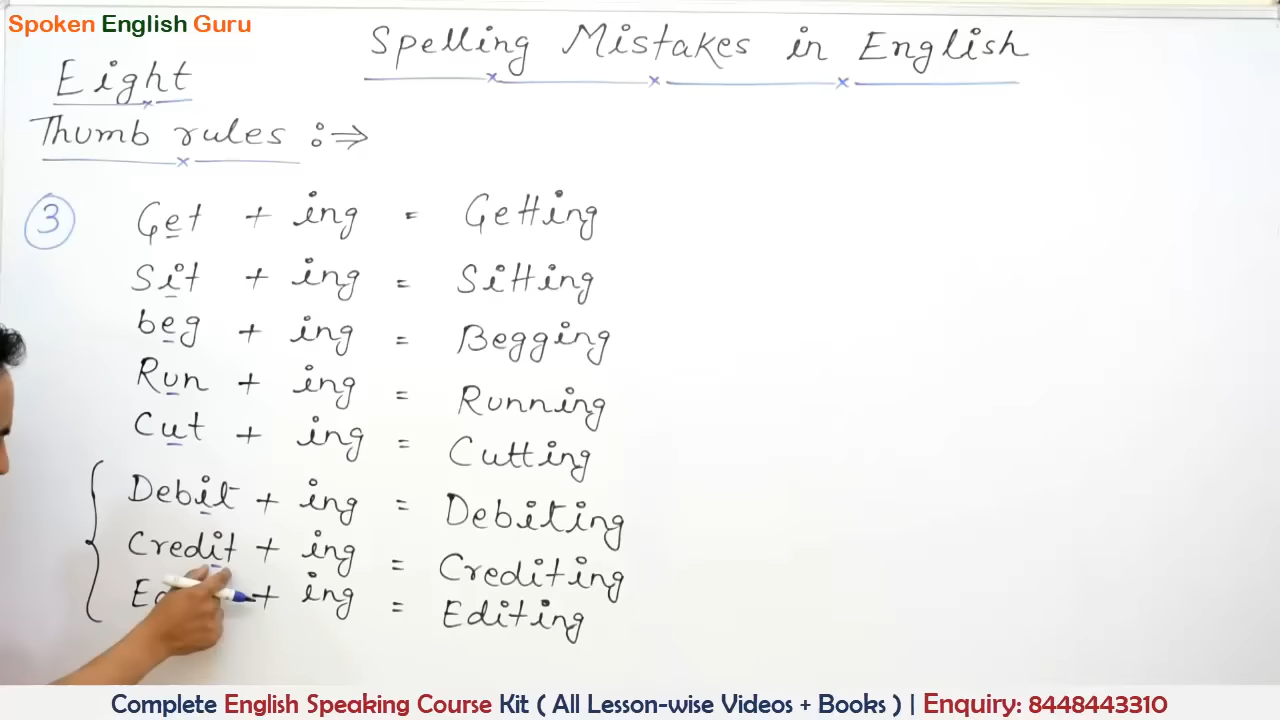 Spoken English Guru
Spelling Mistakes in English
Eight
Thumb rules :⇒
3 Get + ing = Getting
Sit + ing = Sitting
beg + ing = Begging
Run + ing = Running
Cut + ing = Cutting
Debit + ing = Debiting
Credit + ing = Crediting
+ ing = Editing
Complete English Speaking Course Kit ( All Lesson-wise Videos + Books ) | Enquiry: 8448443310